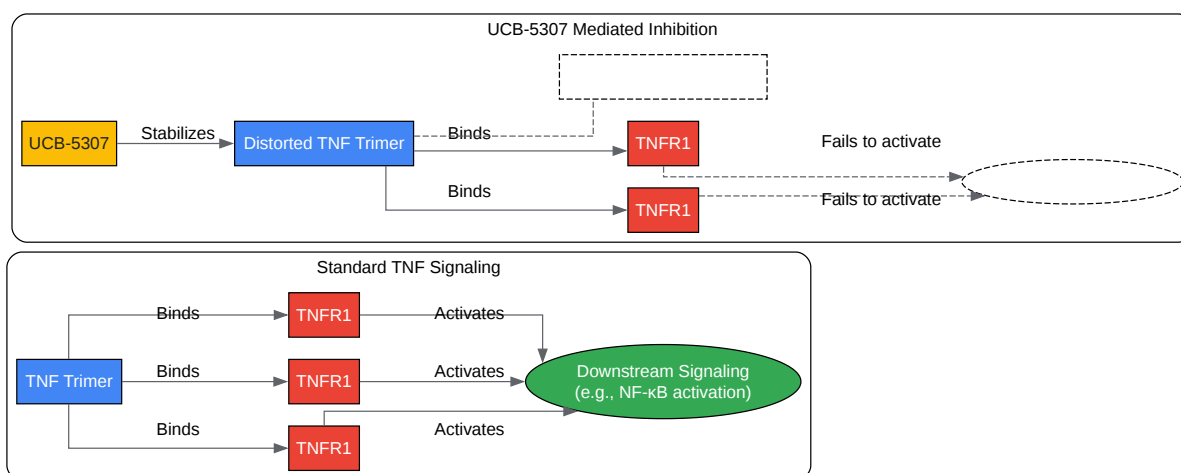 UCB-5307 Mediated Inhibition
UCB-5307
Stabilizes
Distorted TNF Trimer
Binds
TNFR1
Fails to activate
Binds
TNFR1
Fails to activate
Standard TNF Signaling
TNF Trimer
Binds
TNFR1
Activates
Binds
TNFR1
Activates
Binds
TNFR1
Activates
Downstream Signaling
(e.g., NF-κB activation)